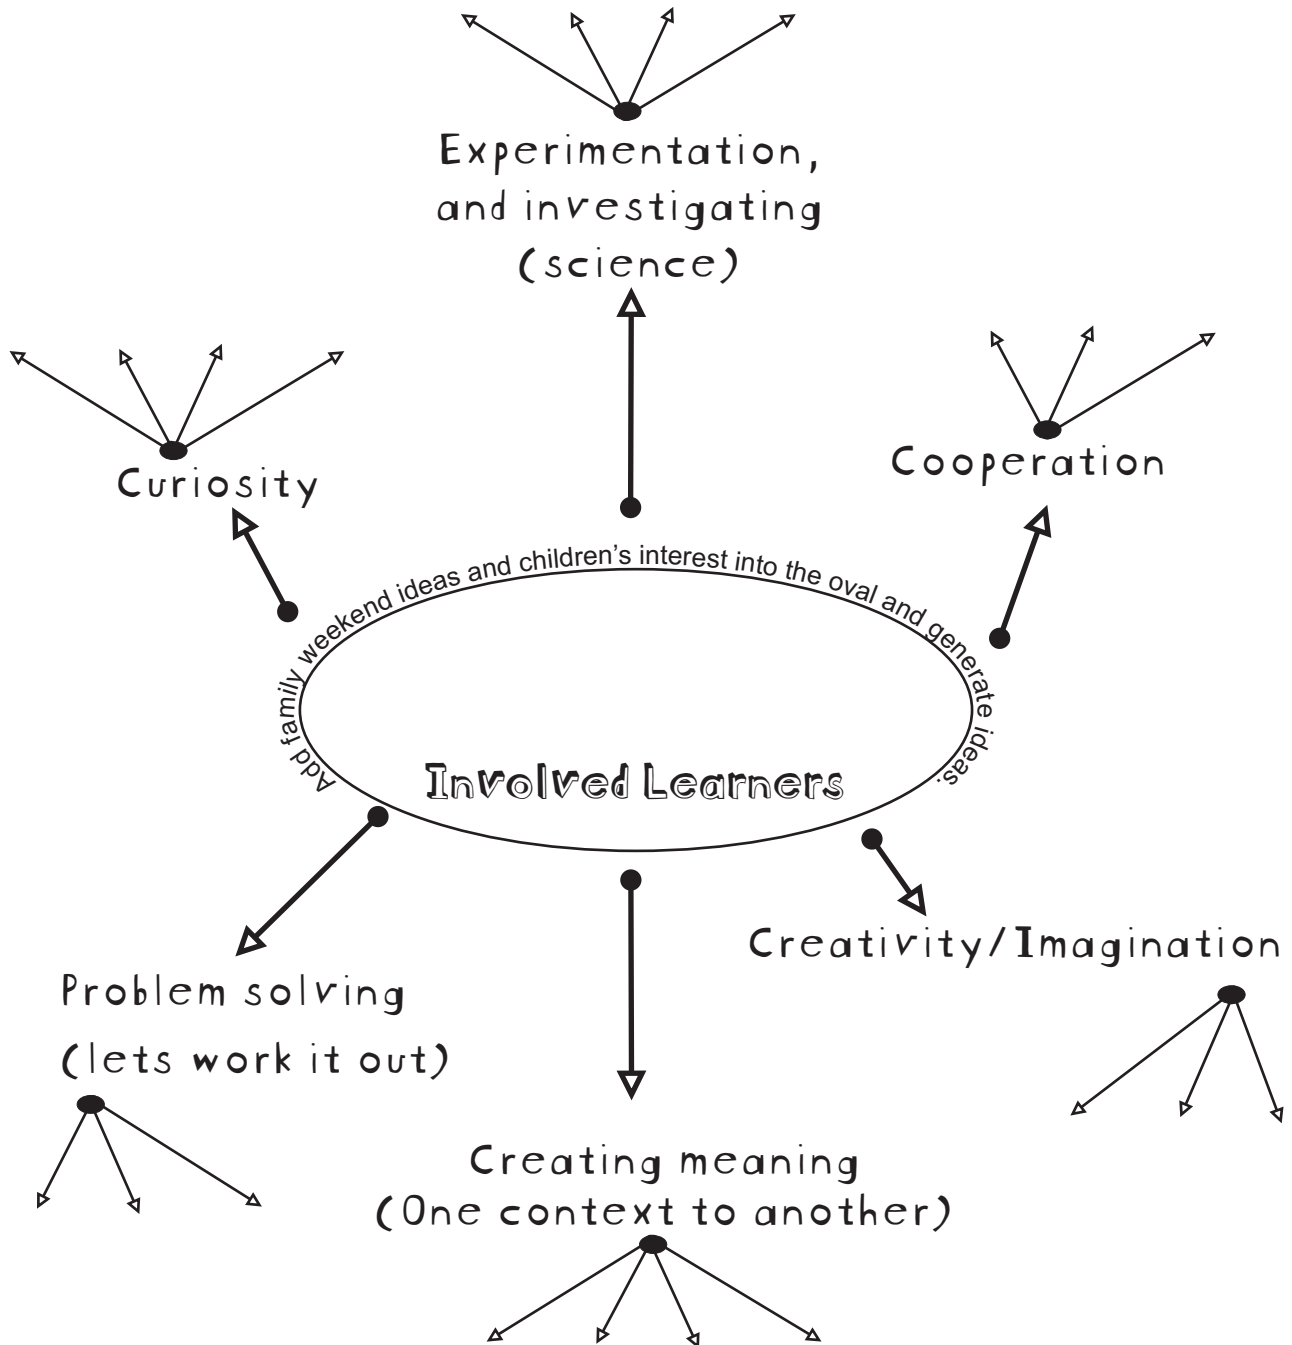 Experimentation,
and investigating
(science)
Curiosity
Cooperation
Add family weekend ideas and children's interest into the oval and generate ideas.
Involved Learners
Creativity/Imagination
Problem solving
(lets work it out)
Creating meaning
(One context to another)